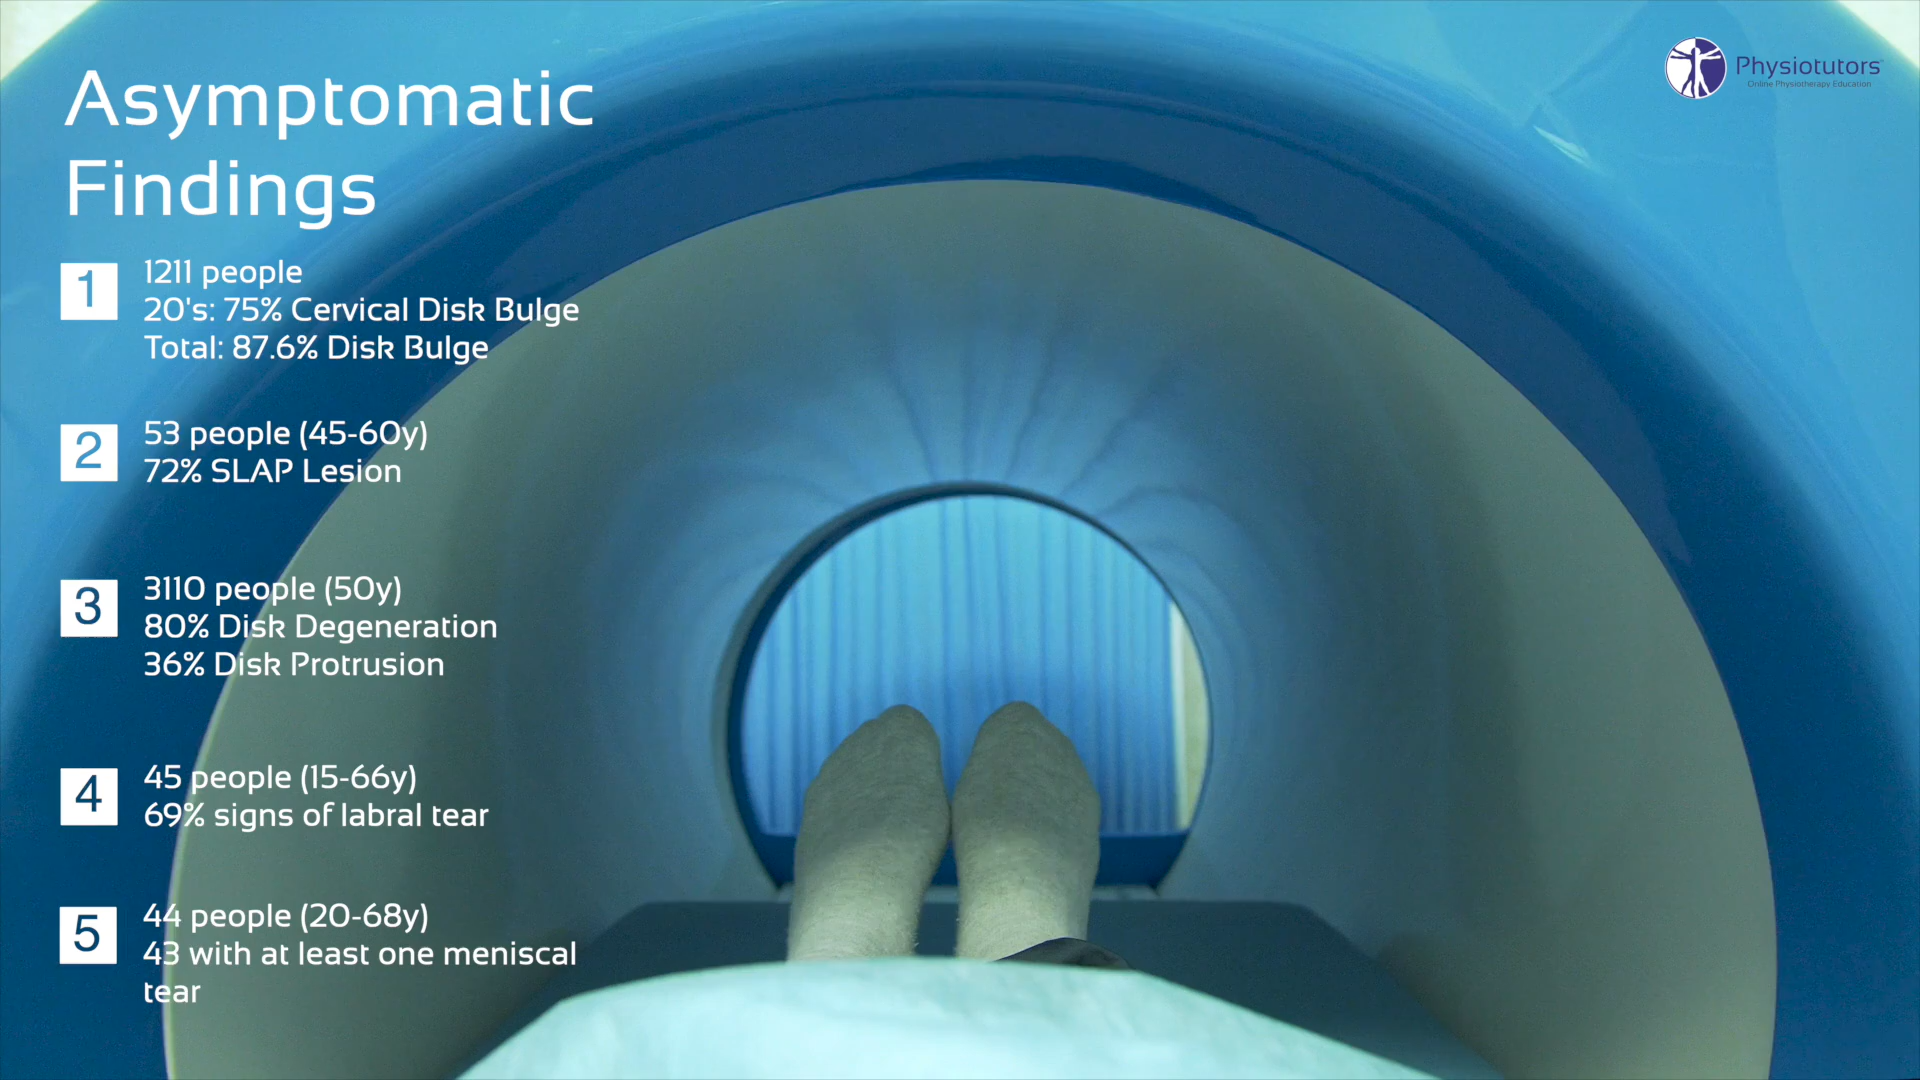 Asymptomatic
Findings
Physiotutors
Online Physiotherapy Education
1
1211 people
20's: 75% Cervical Disk Bulge
Total: 87.6% Disk Bulge
2
53 people (45-60y)
72% SLAP Lesion
3
3110 people (50y)
80% Disk Degeneration
36% Disk Protrusion
4
45 people (15-66y)
69% signs of labral tear
5
44 people (20-68y)
43 with at least one meniscal
tear